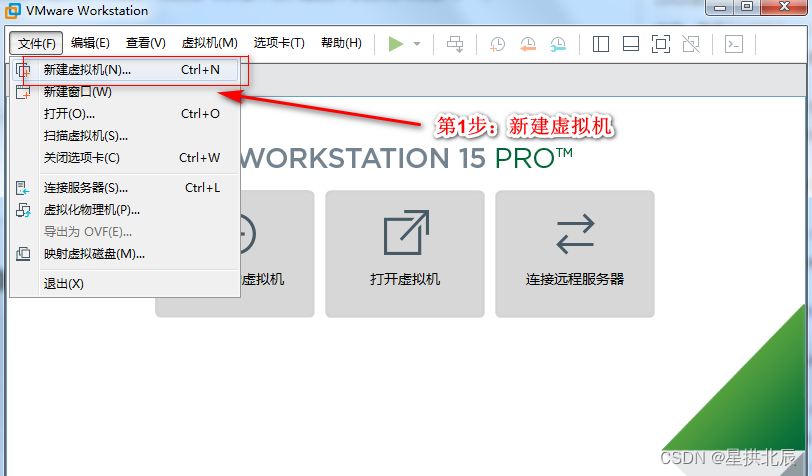 VMware Workstation
文件(F) 编辑(E) 查看(V) 虚拟机(M) 选项卡(T) 帮助(H)
新建虚拟机(N)... Ctrl+N
新建窗口(W)
打开(O)... Ctrl+O
扫描虚拟机(S)...
关闭选项卡(C) Ctrl+W
连接服务器(S)... Ctrl+L
虚拟化物理机(P)...
导出为 OVF(E)...
映射虚拟磁盘(M)...
退出(X)
第1步：新建虚拟机
WORKSTATION 15 PRO™
虚拟机
打开虚拟机
连接远程服务器
CSDN @星拱北辰